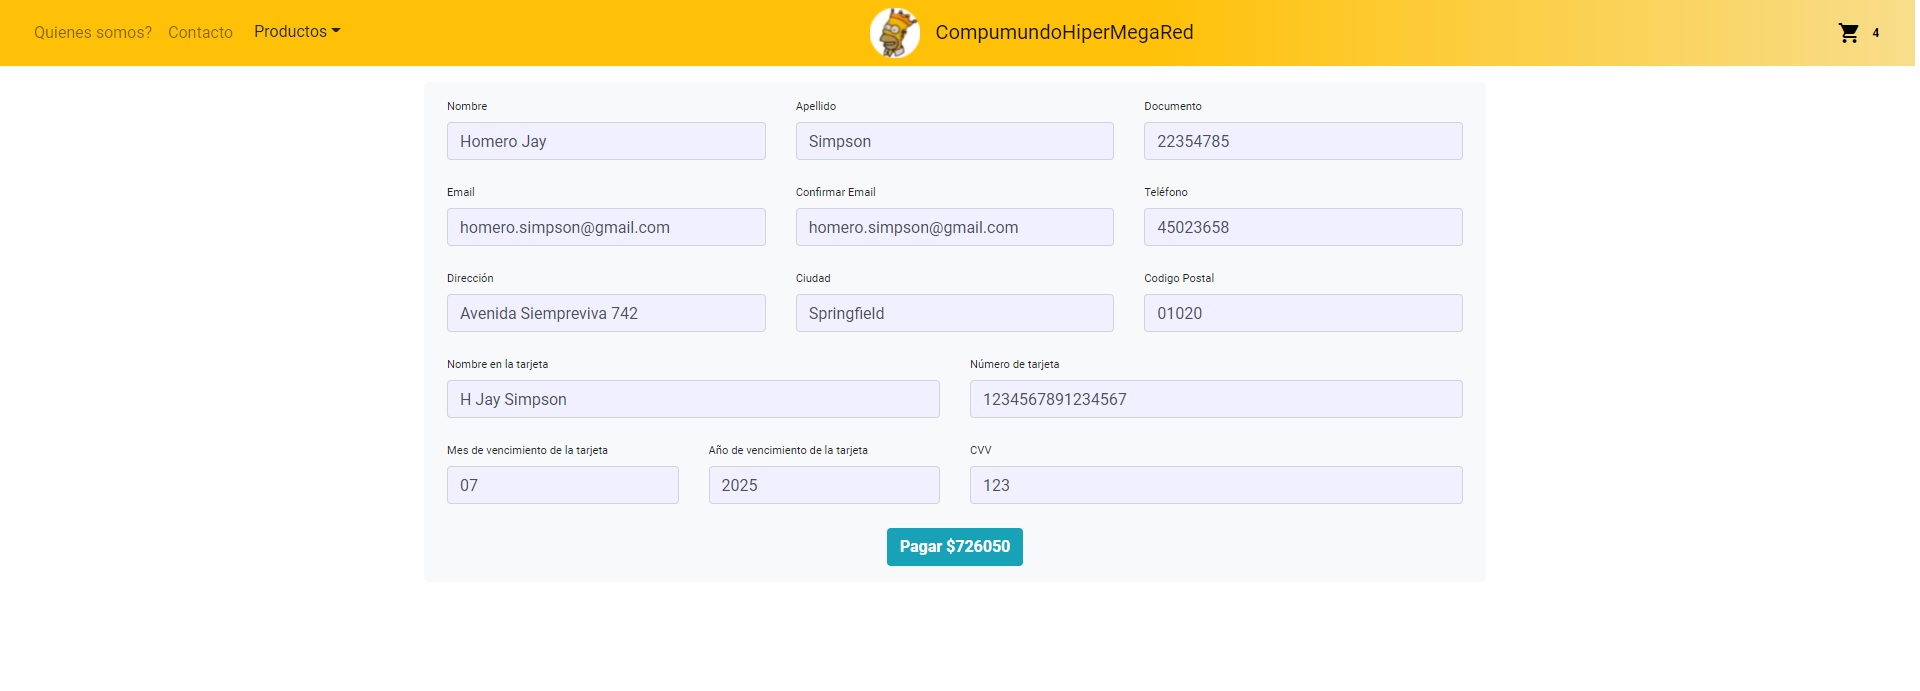 Quienes somos? Contacto Productos CompumundoHiperMegaRed 4
Nombre Apellido Documento
Homero Jay Simpson 22354785
Email Confirmar Email Teléfono
homero.simpson@gmail.com homero.simpson@gmail.com 45023658
Dirección Ciudad Codigo Postal
Avenida Siempreviva 742 Springfield 01020
Nombre en la tarjeta Número de tarjeta
H Jay Simpson 1234567891234567
Mes de vencimiento de la tarjeta Año de vencimiento de la tarjeta CVV
07 2025 123
Pagar $726050